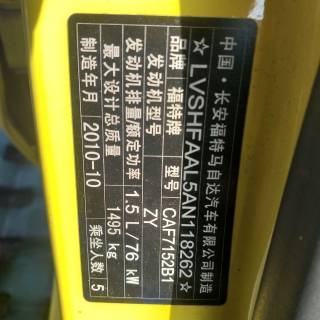 中国·长安福特马自达汽车有限公司制造
☆LVSHFAAL5AN118262☆
品牌 福特牌 型号 CAF7152B1
发动机型号 ZY
发动机排量/额定功率 1.5 L/76 kW
最大设计总质量 1495 kg
制造年月 2010-10 乘坐人数 5